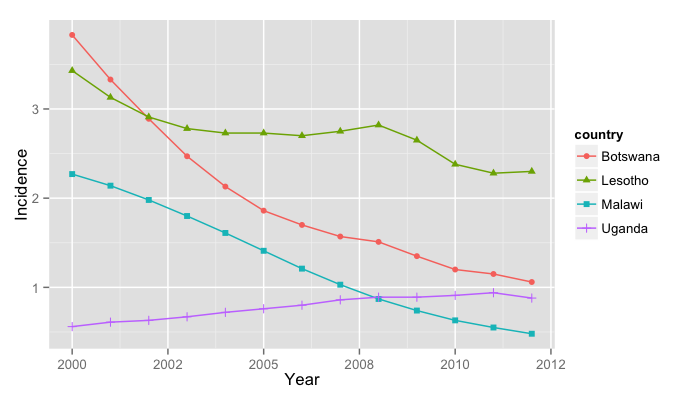 Incidence
3
2
1
2000
2002
2005
2008
2010
2012
Year
country
Botswana
Lesotho
Malawi
Uganda